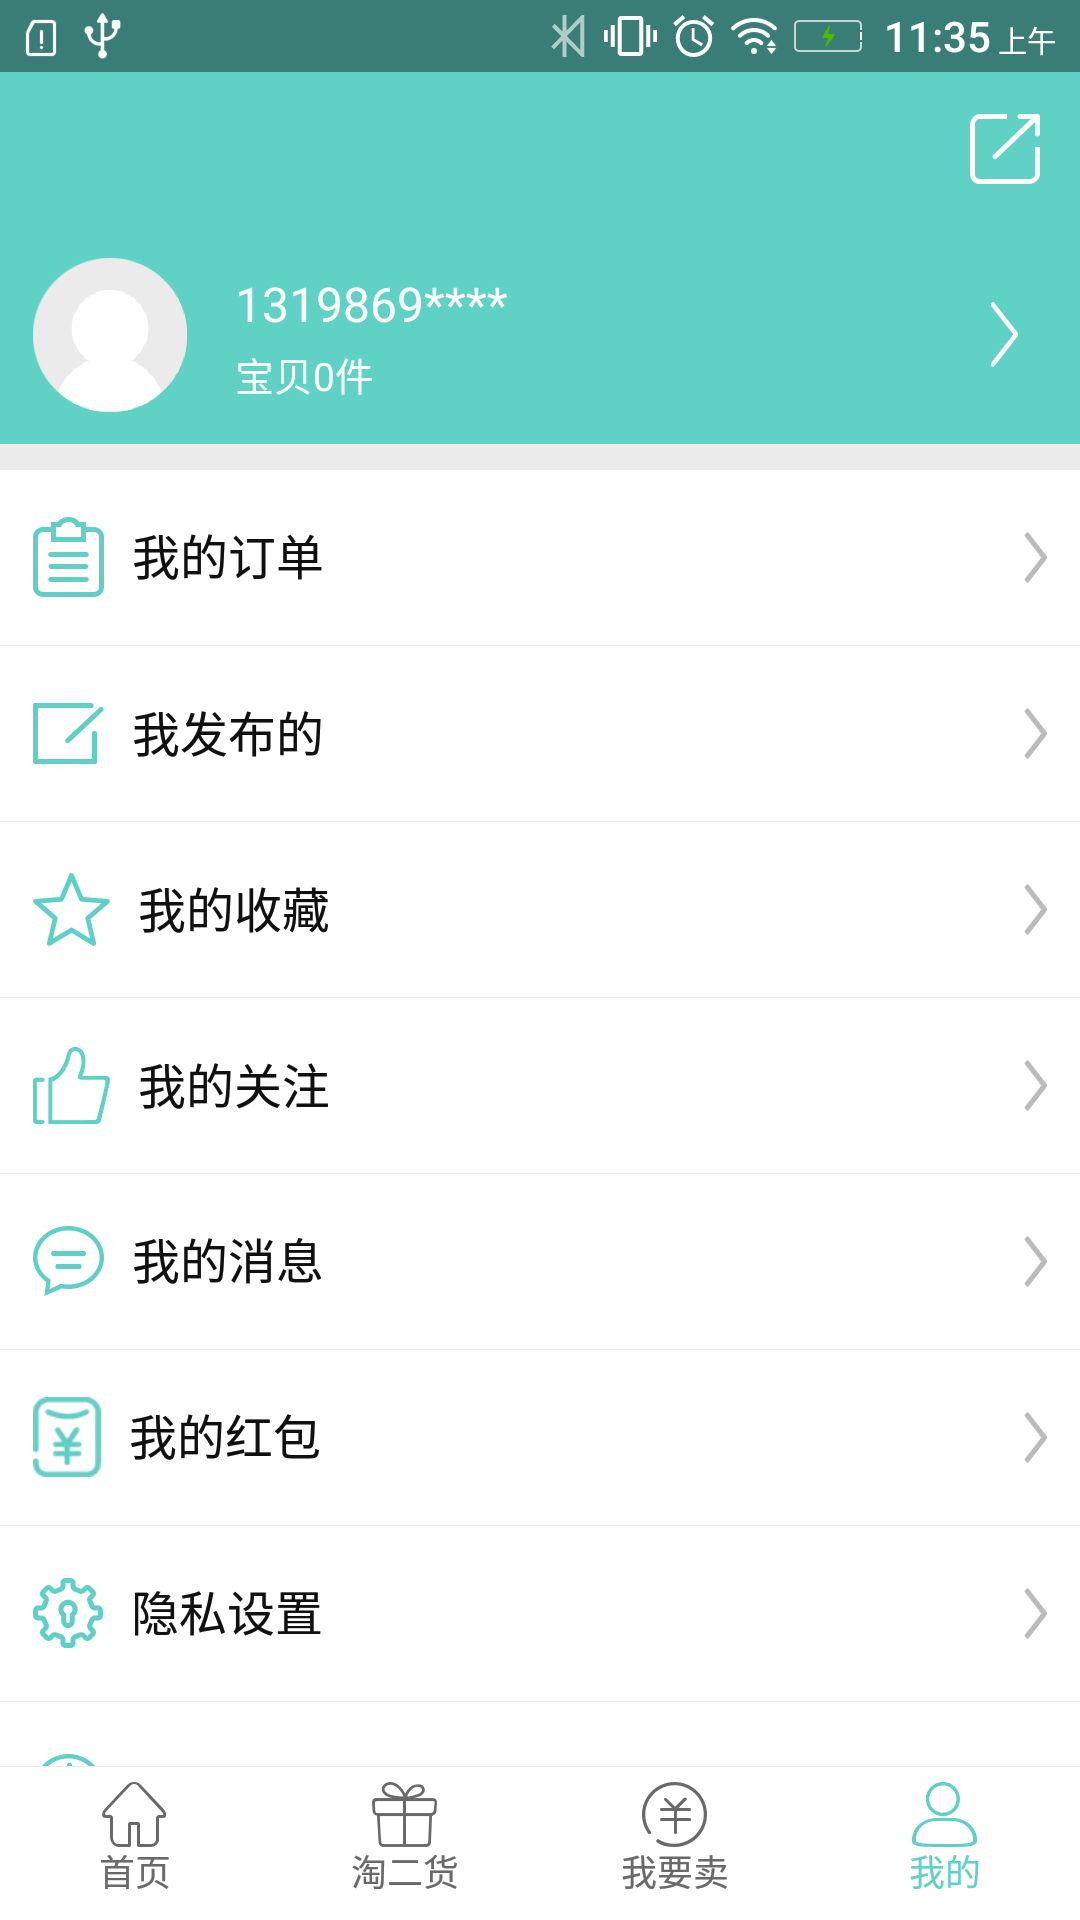 11:35 上午
1319869****
宝贝0件
我的订单
我发布的
我的收藏
我的关注
我的消息
我的红包
隐私设置
首页 淘二货 我要卖 我的